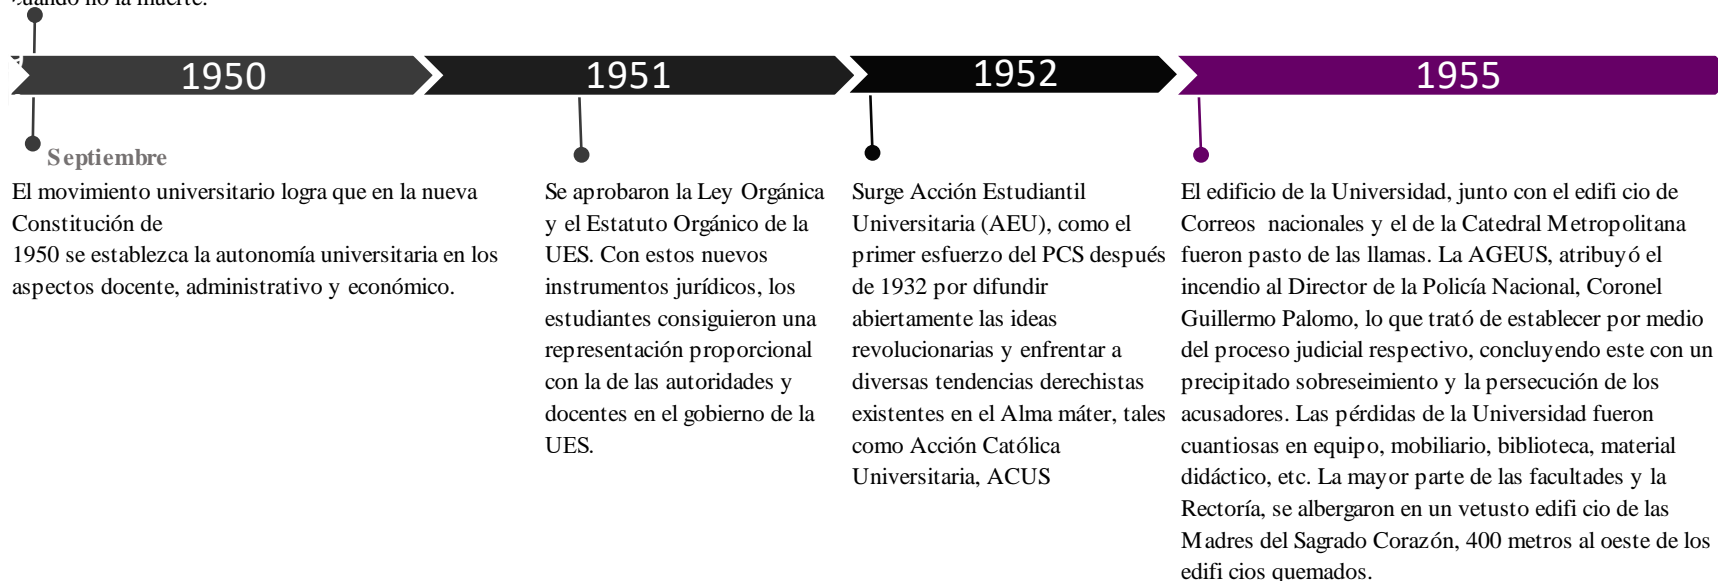 cuando no la muerte.
1950
1951
1952
1955
Septiembre
El movimiento universitario logra que en la nueva
Constitución de
1950 se establezca la autonomía universitaria en los
aspectos docente, administrativo y económico.
Se aprobaron la Ley Orgánica
y el Estatuto Orgánico de la
UES. Con estos nuevos
instrumentos jurídicos, los
estudiantes consiguieron una
representación proporcional
con la de las autoridades y
docentes en el gobierno de la
UES.
Surge Acción Estudiantil
Universitaria (AEU), como el
primer esfuerzo del PCS después
de 1932 por difundir
abiertamente las ideas
revolucionarias y enfrentar a
diversas tendencias derechistas
existentes en el Alma máter, tales
como Acción Católica
Universitaria, ACUS
El edificio de la Universidad, junto con el edifi cio de
Correos nacionales y el de la Catedral Metropolitana
fueron pasto de las llamas. La AGEUS, atribuyó el
incendio al Director de la Policía Nacional, Coronel
Guillermo Palomo, lo que trató de establecer por medio
del proceso judicial respectivo, concluyendo este con un
precipitado sobreseimiento y la persecución de los
acusadores. Las pérdidas de la Universidad fueron
cuantiosas en equipo, mobiliario, biblioteca, material
didáctico, etc. La mayor parte de las facultades y la
Rectoría, se albergaron en un vetusto edifi cio de las
Madres del Sagrado Corazón, 400 metros al oeste de los
edifi cios quemados.